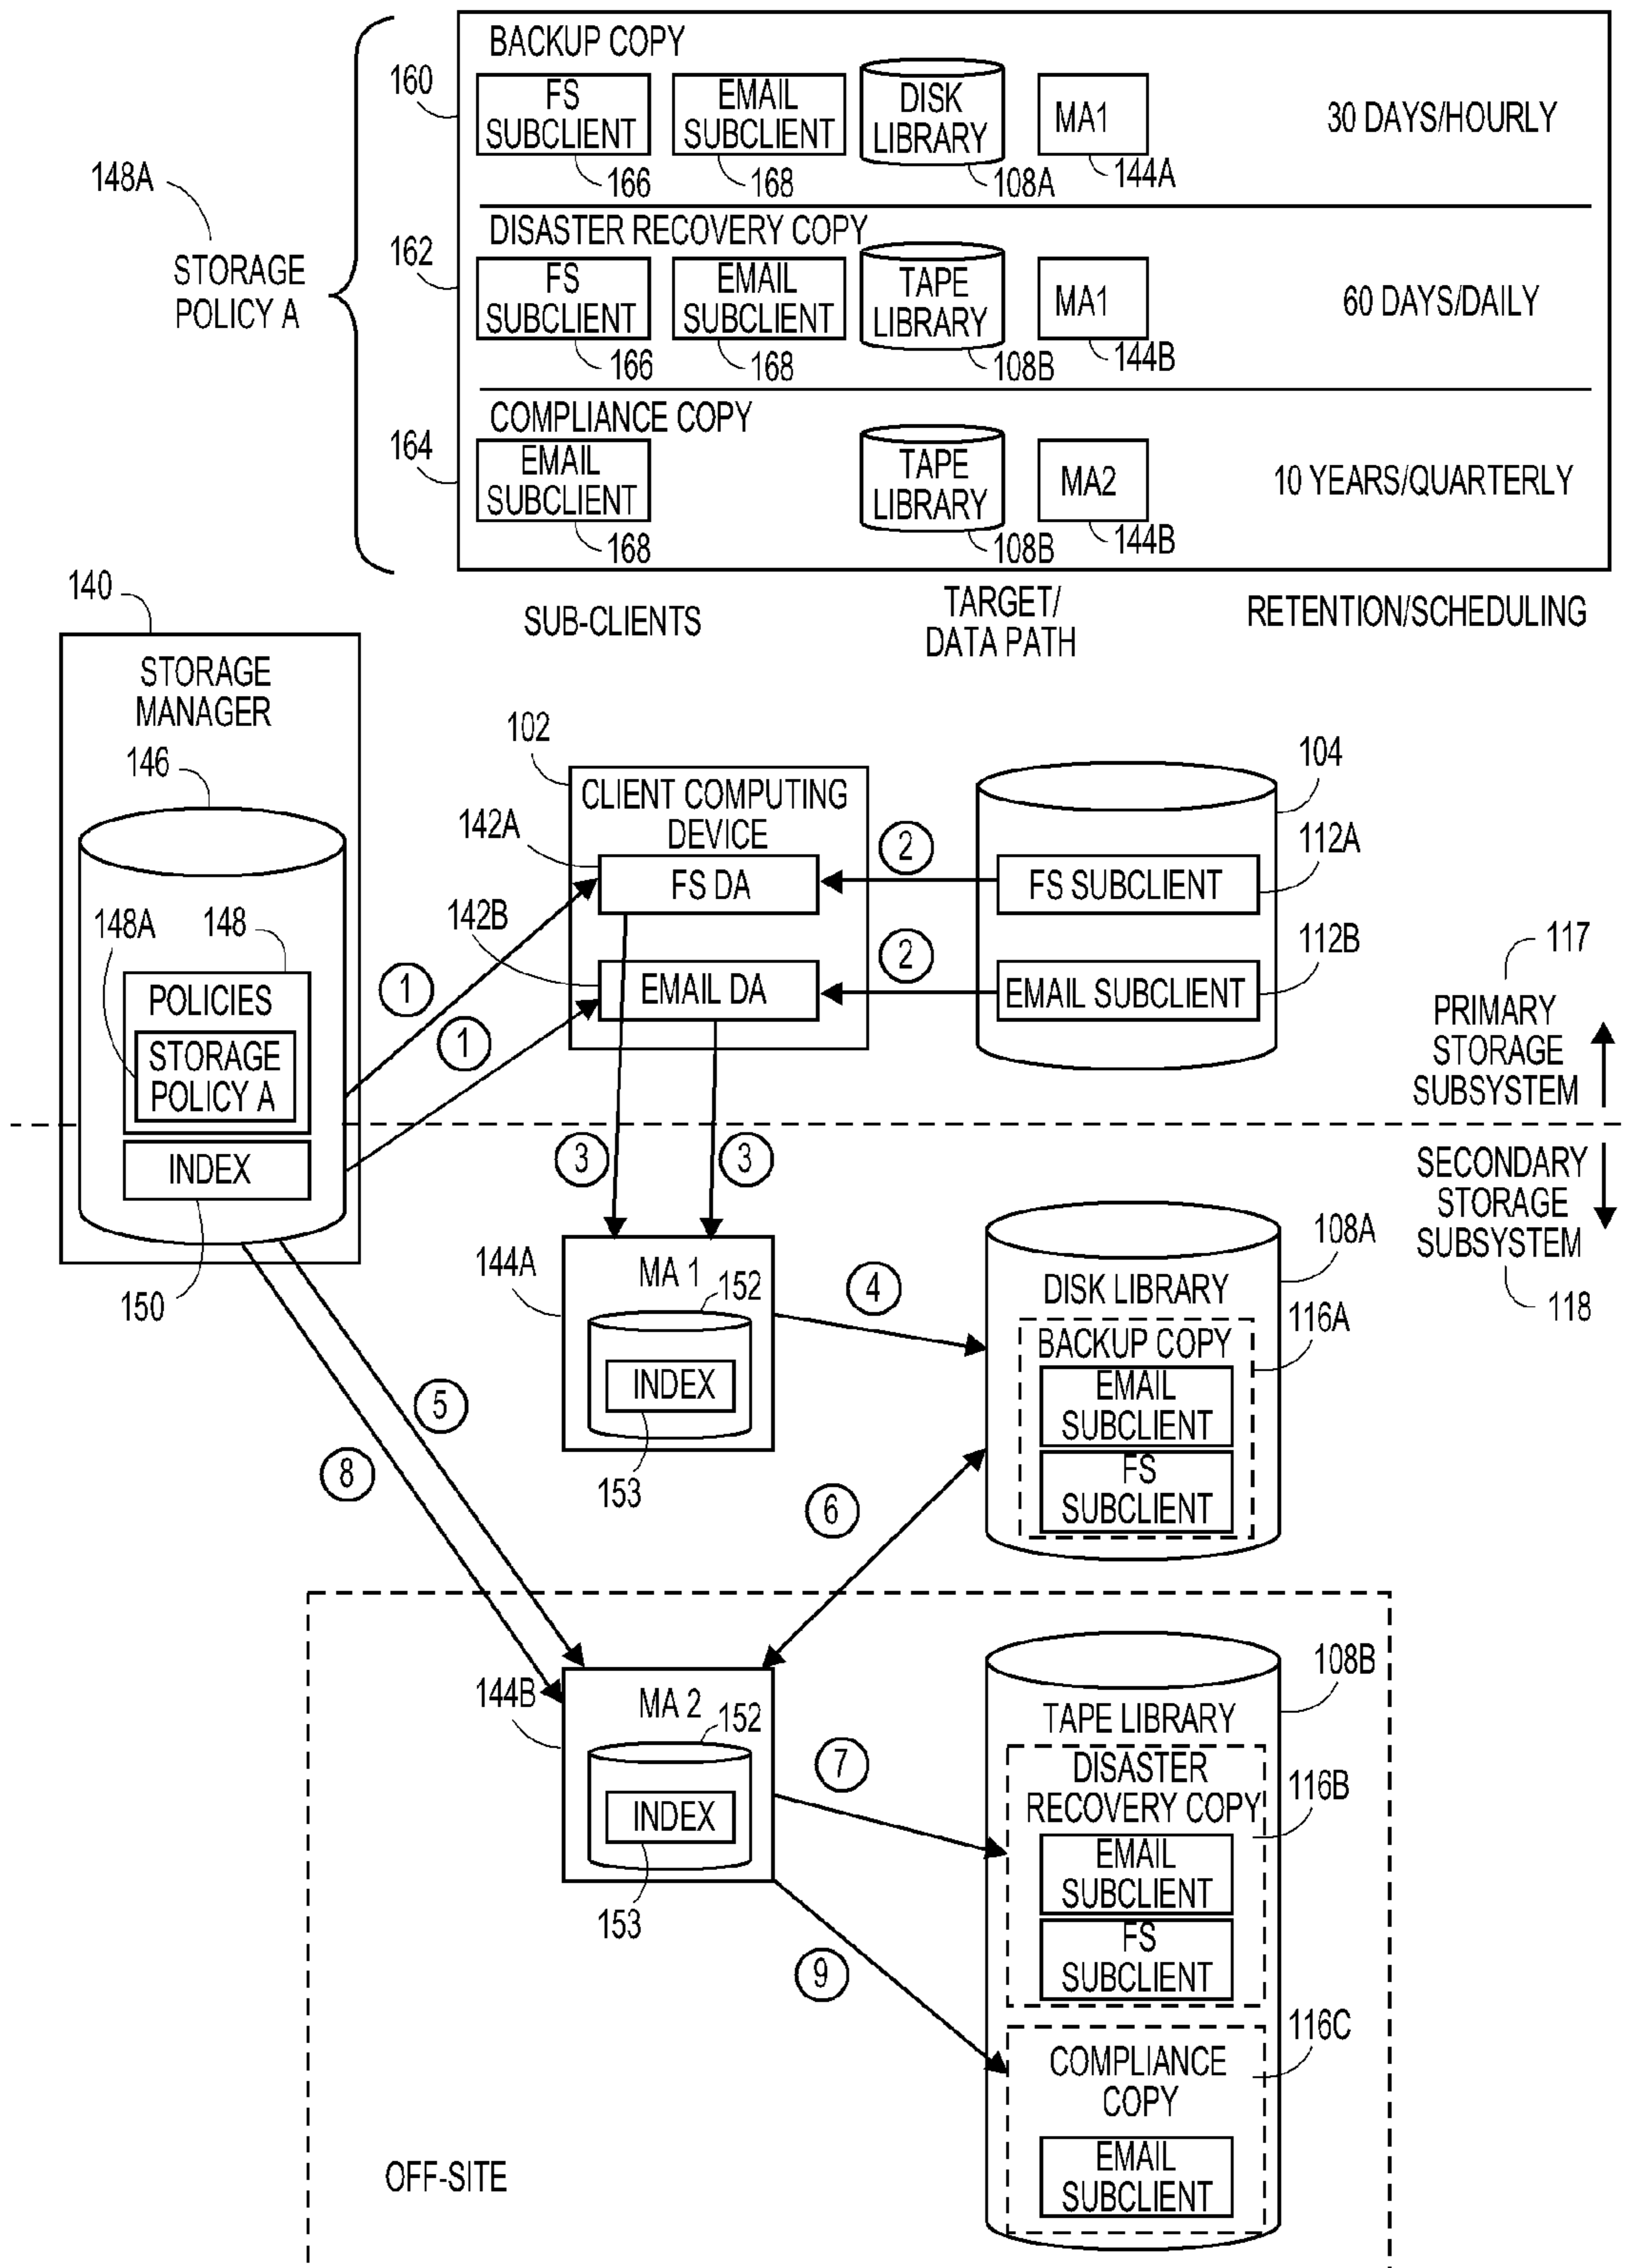 BACKUP COPY
160
FS
SUBCLIENT
166
EMAIL
SUBCLIENT
168
DISK
LIBRARY
108A
MA1
144A
30 DAYS/HOURLY
148A
STORAGE
POLICY A
DISASTER RECOVERY COPY
162
FS
SUBCLIENT
166
EMAIL
SUBCLIENT
168
TAPE
LIBRARY
108B
MA1
144B
60 DAYS/DAILY
COMPLIANCE COPY
164
EMAIL
SUBCLIENT
168
TAPE
LIBRARY
108B
MA2
144B
10 YEARS/QUARTERLY
SUB-CLIENTS
TARGET/
DATA PATH
RETENTION/SCHEDULING
140
STORAGE
MANAGER
146
148A
148
POLICIES
STORAGE
POLICY A
INDEX
150
102
CLIENT COMPUTING
DEVICE
142A
FS DA
142B
EMAIL DA
1
1
2
2
104
FS SUBCLIENT
112A
EMAIL SUBCLIENT
112B
117
PRIMARY
STORAGE
SUBSYSTEM
SECONDARY
STORAGE
SUBSYSTEM
118
3
3
144A
MA 1
152
INDEX
153
4
108A
DISK LIBRARY
116A
BACKUP COPY
EMAIL
SUBCLIENT
FS
SUBCLIENT
5
8
6
144B
MA 2
152
INDEX
153
7
9
108B
TAPE LIBRARY
DISASTER
RECOVERY COPY
116B
EMAIL
SUBCLIENT
FS
SUBCLIENT
116C
COMPLIANCE
COPY
EMAIL
SUBCLIENT
OFF-SITE